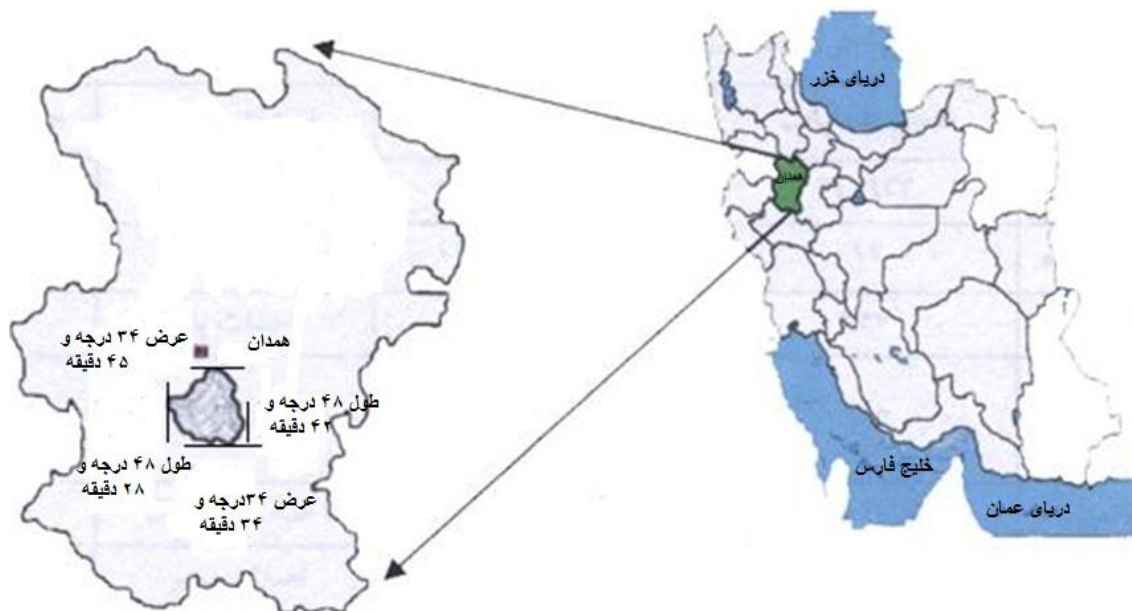 دریای خزر
همدان
خلیج فارس
دریای عمان
عرض ۳۴ درجه و
۴۵ دقیقه
همدان
طول ۴۸ درجه و
۴۲ دقیقه
طول ۴۸ درجه و
۲۸ دقیقه
عرض ۳۴درجه و
۳۴ دقیقه